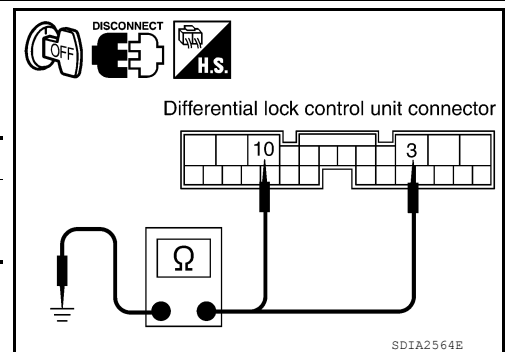 DISCONNECT
OFF
H.S.
Differential lock control unit connector
10 3
Ω
SDIA2564E